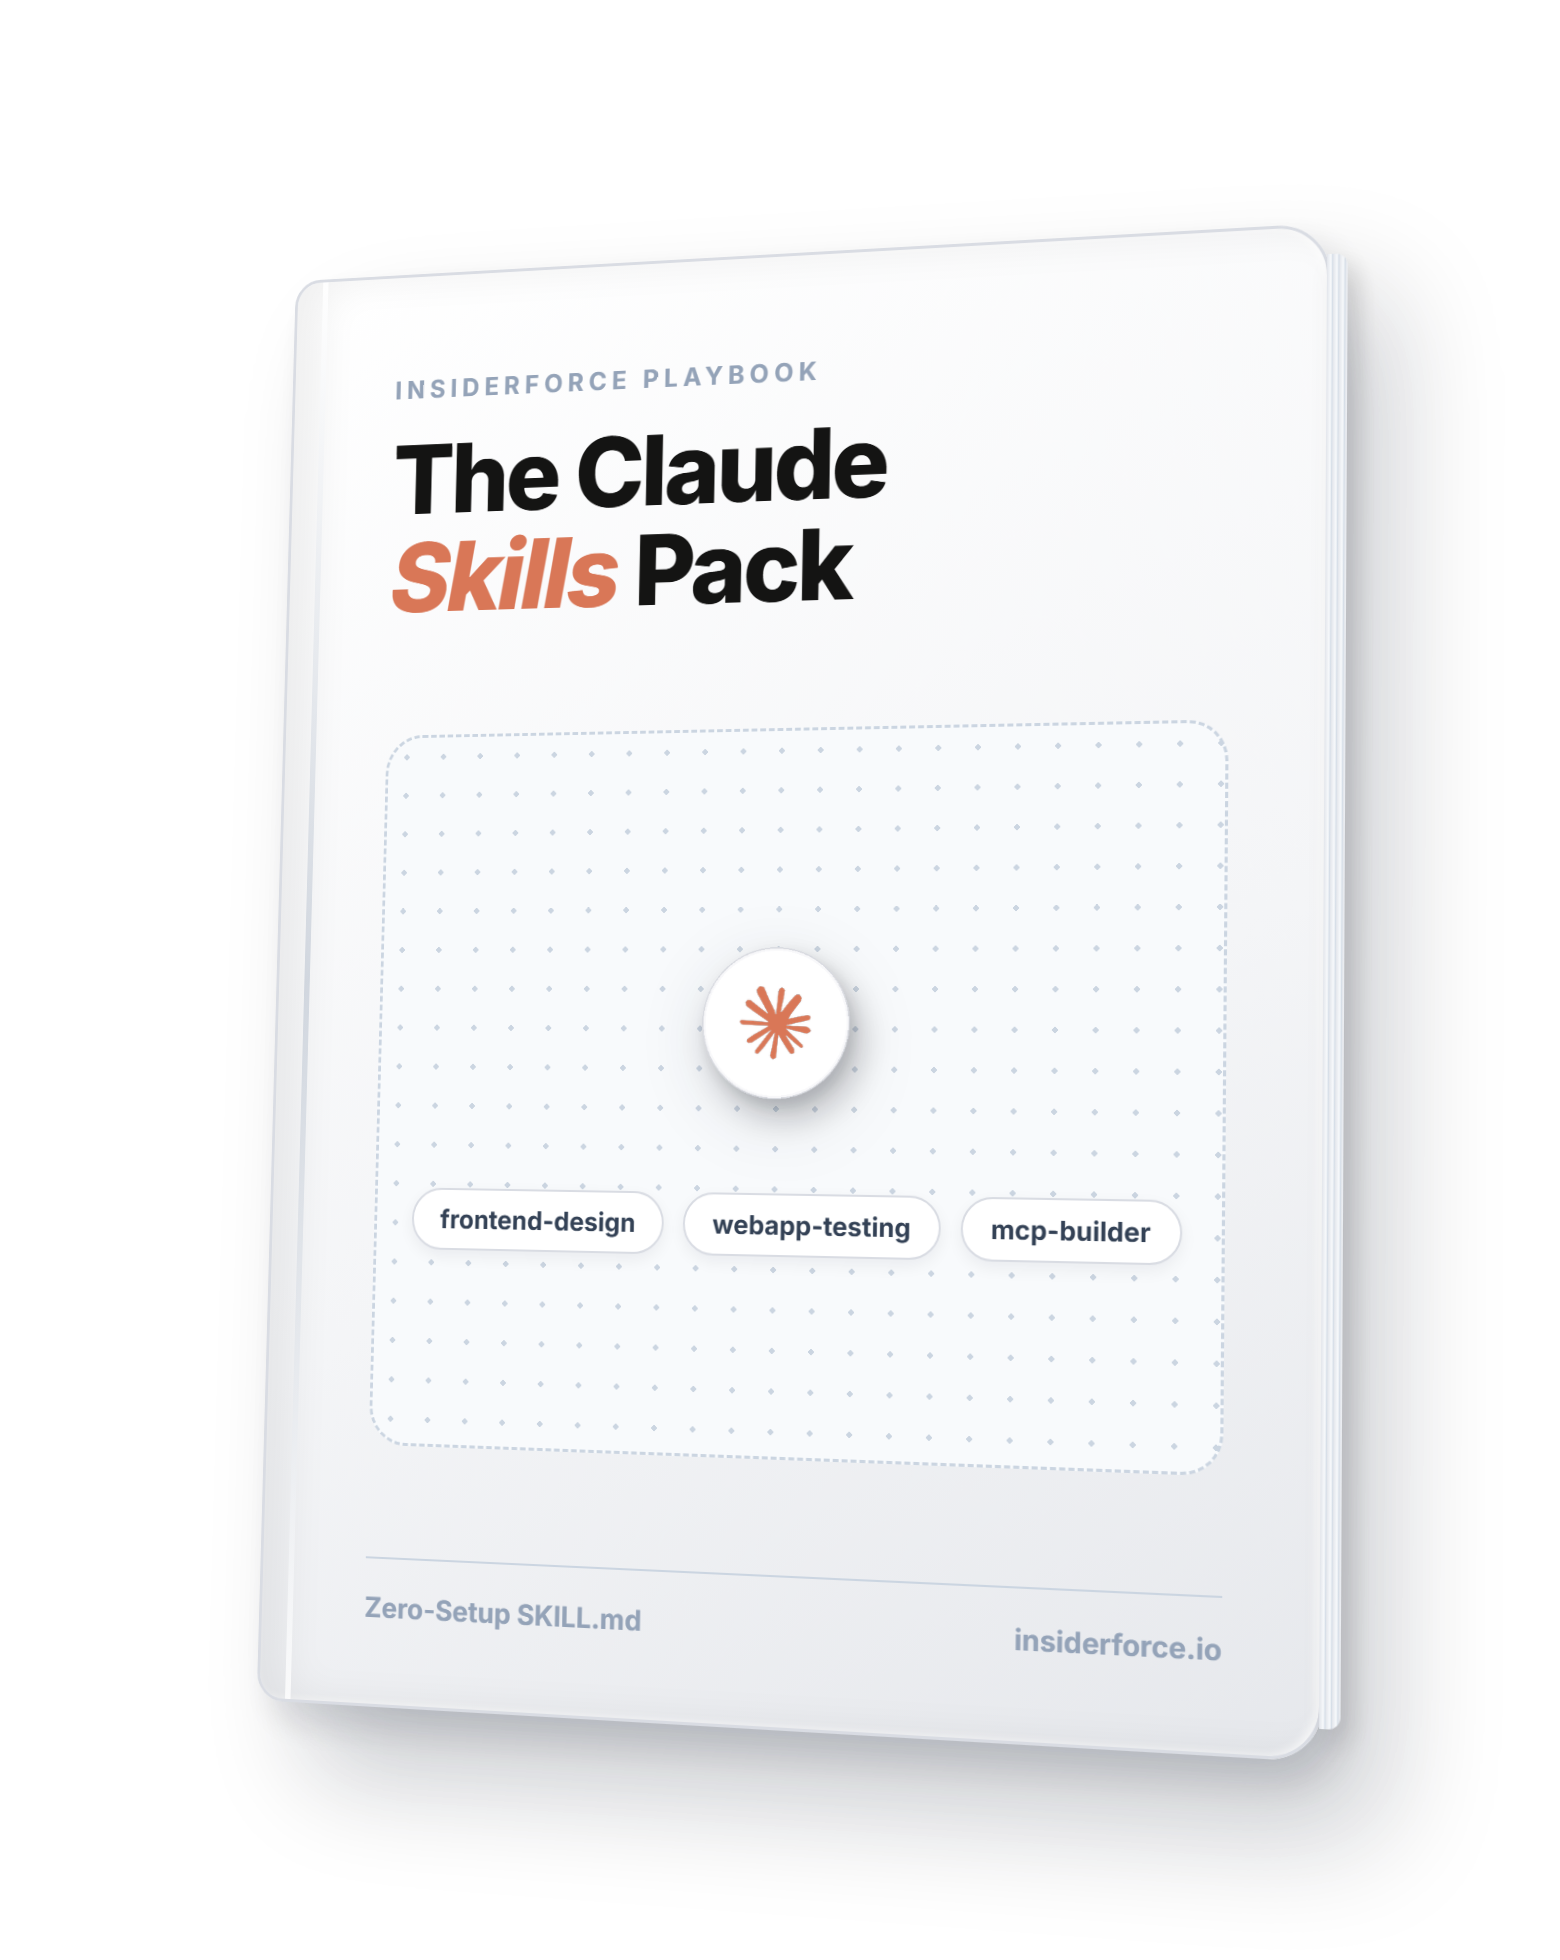 INSIDERFORCE PLAYBOOK
The Claude
Skills Pack
frontend-design
webapp-testing
mcp-builder
Zero-Setup SKILL.md
insiderforce.io